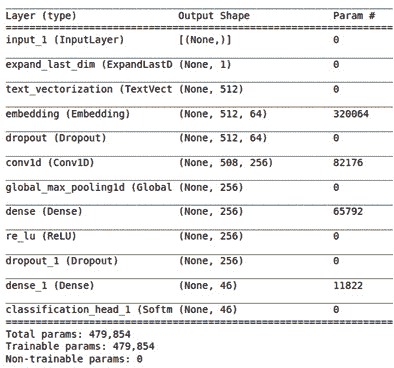 Layer (type) Output Shape Param #
input_1 (InputLayer) [(None,)] 0
expand_last_dim (ExpandLastD (None, 1) 0
text_vectorization (TextVect (None, 512) 0
embedding (Embedding) (None, 512, 64) 320064
dropout (Dropout) (None, 512, 64) 0
conv1d (Conv1D) (None, 508, 256) 82176
global_max_pooling1d (Global (None, 256) 0
dense (Dense) (None, 256) 65792
re_lu (ReLU) (None, 256) 0
dropout_1 (Dropout) (None, 256) 0
dense_1 (Dense) (None, 46) 11822
classification_head_1 (Softm (None, 46) 0
Total params: 479,854
Trainable params: 479,854
Non-trainable params: 0